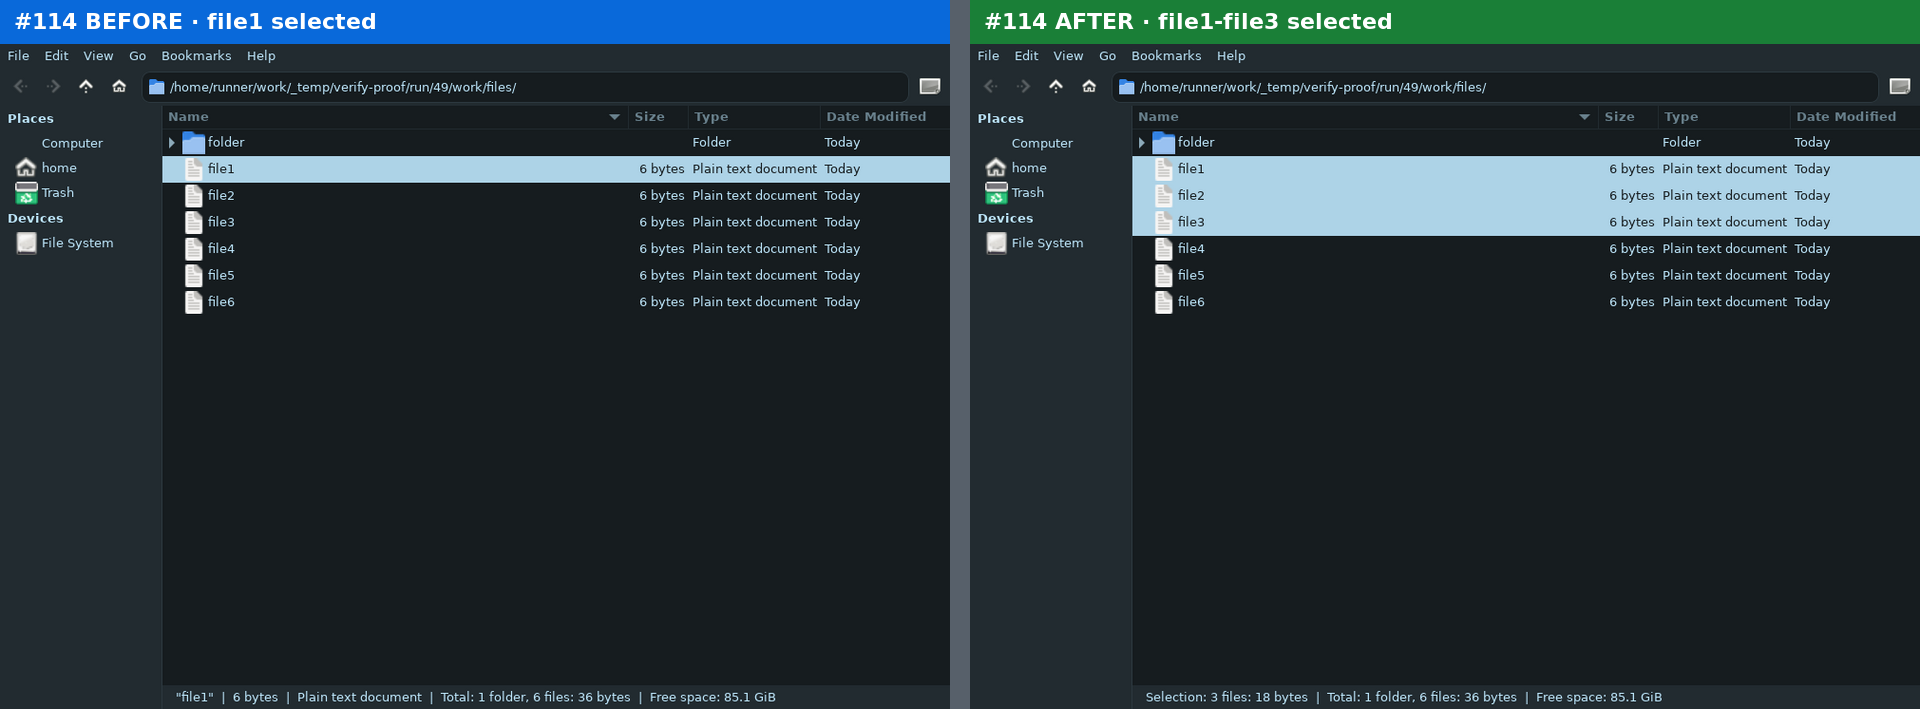 #114 BEFORE · file1 selected
File Edit View Go Bookmarks Help
/home/runner/work/_temp/verify-proof/run/49/work/files/
Places
Computer
home
Trash
Devices
File System
Name Size Type Date Modified
folder Folder Today
file1 6 bytes Plain text document Today
file2 6 bytes Plain text document Today
file3 6 bytes Plain text document Today
file4 6 bytes Plain text document Today
file5 6 bytes Plain text document Today
file6 6 bytes Plain text document Today
"file1" | 6 bytes | Plain text document | Total: 1 folder, 6 files: 36 bytes | Free space: 85.1 GiB
#114 AFTER · file1-file3 selected
File Edit View Go Bookmarks Help
/home/runner/work/_temp/verify-proof/run/49/work/files/
Places
Computer
home
Trash
Devices
File System
Name Size Type Date Modified
folder Folder Today
file1 6 bytes Plain text document Today
file2 6 bytes Plain text document Today
file3 6 bytes Plain text document Today
file4 6 bytes Plain text document Today
file5 6 bytes Plain text document Today
file6 6 bytes Plain text document Today
Selection: 3 files: 18 bytes | Total: 1 folder, 6 files: 36 bytes | Free space: 85.1 GiB